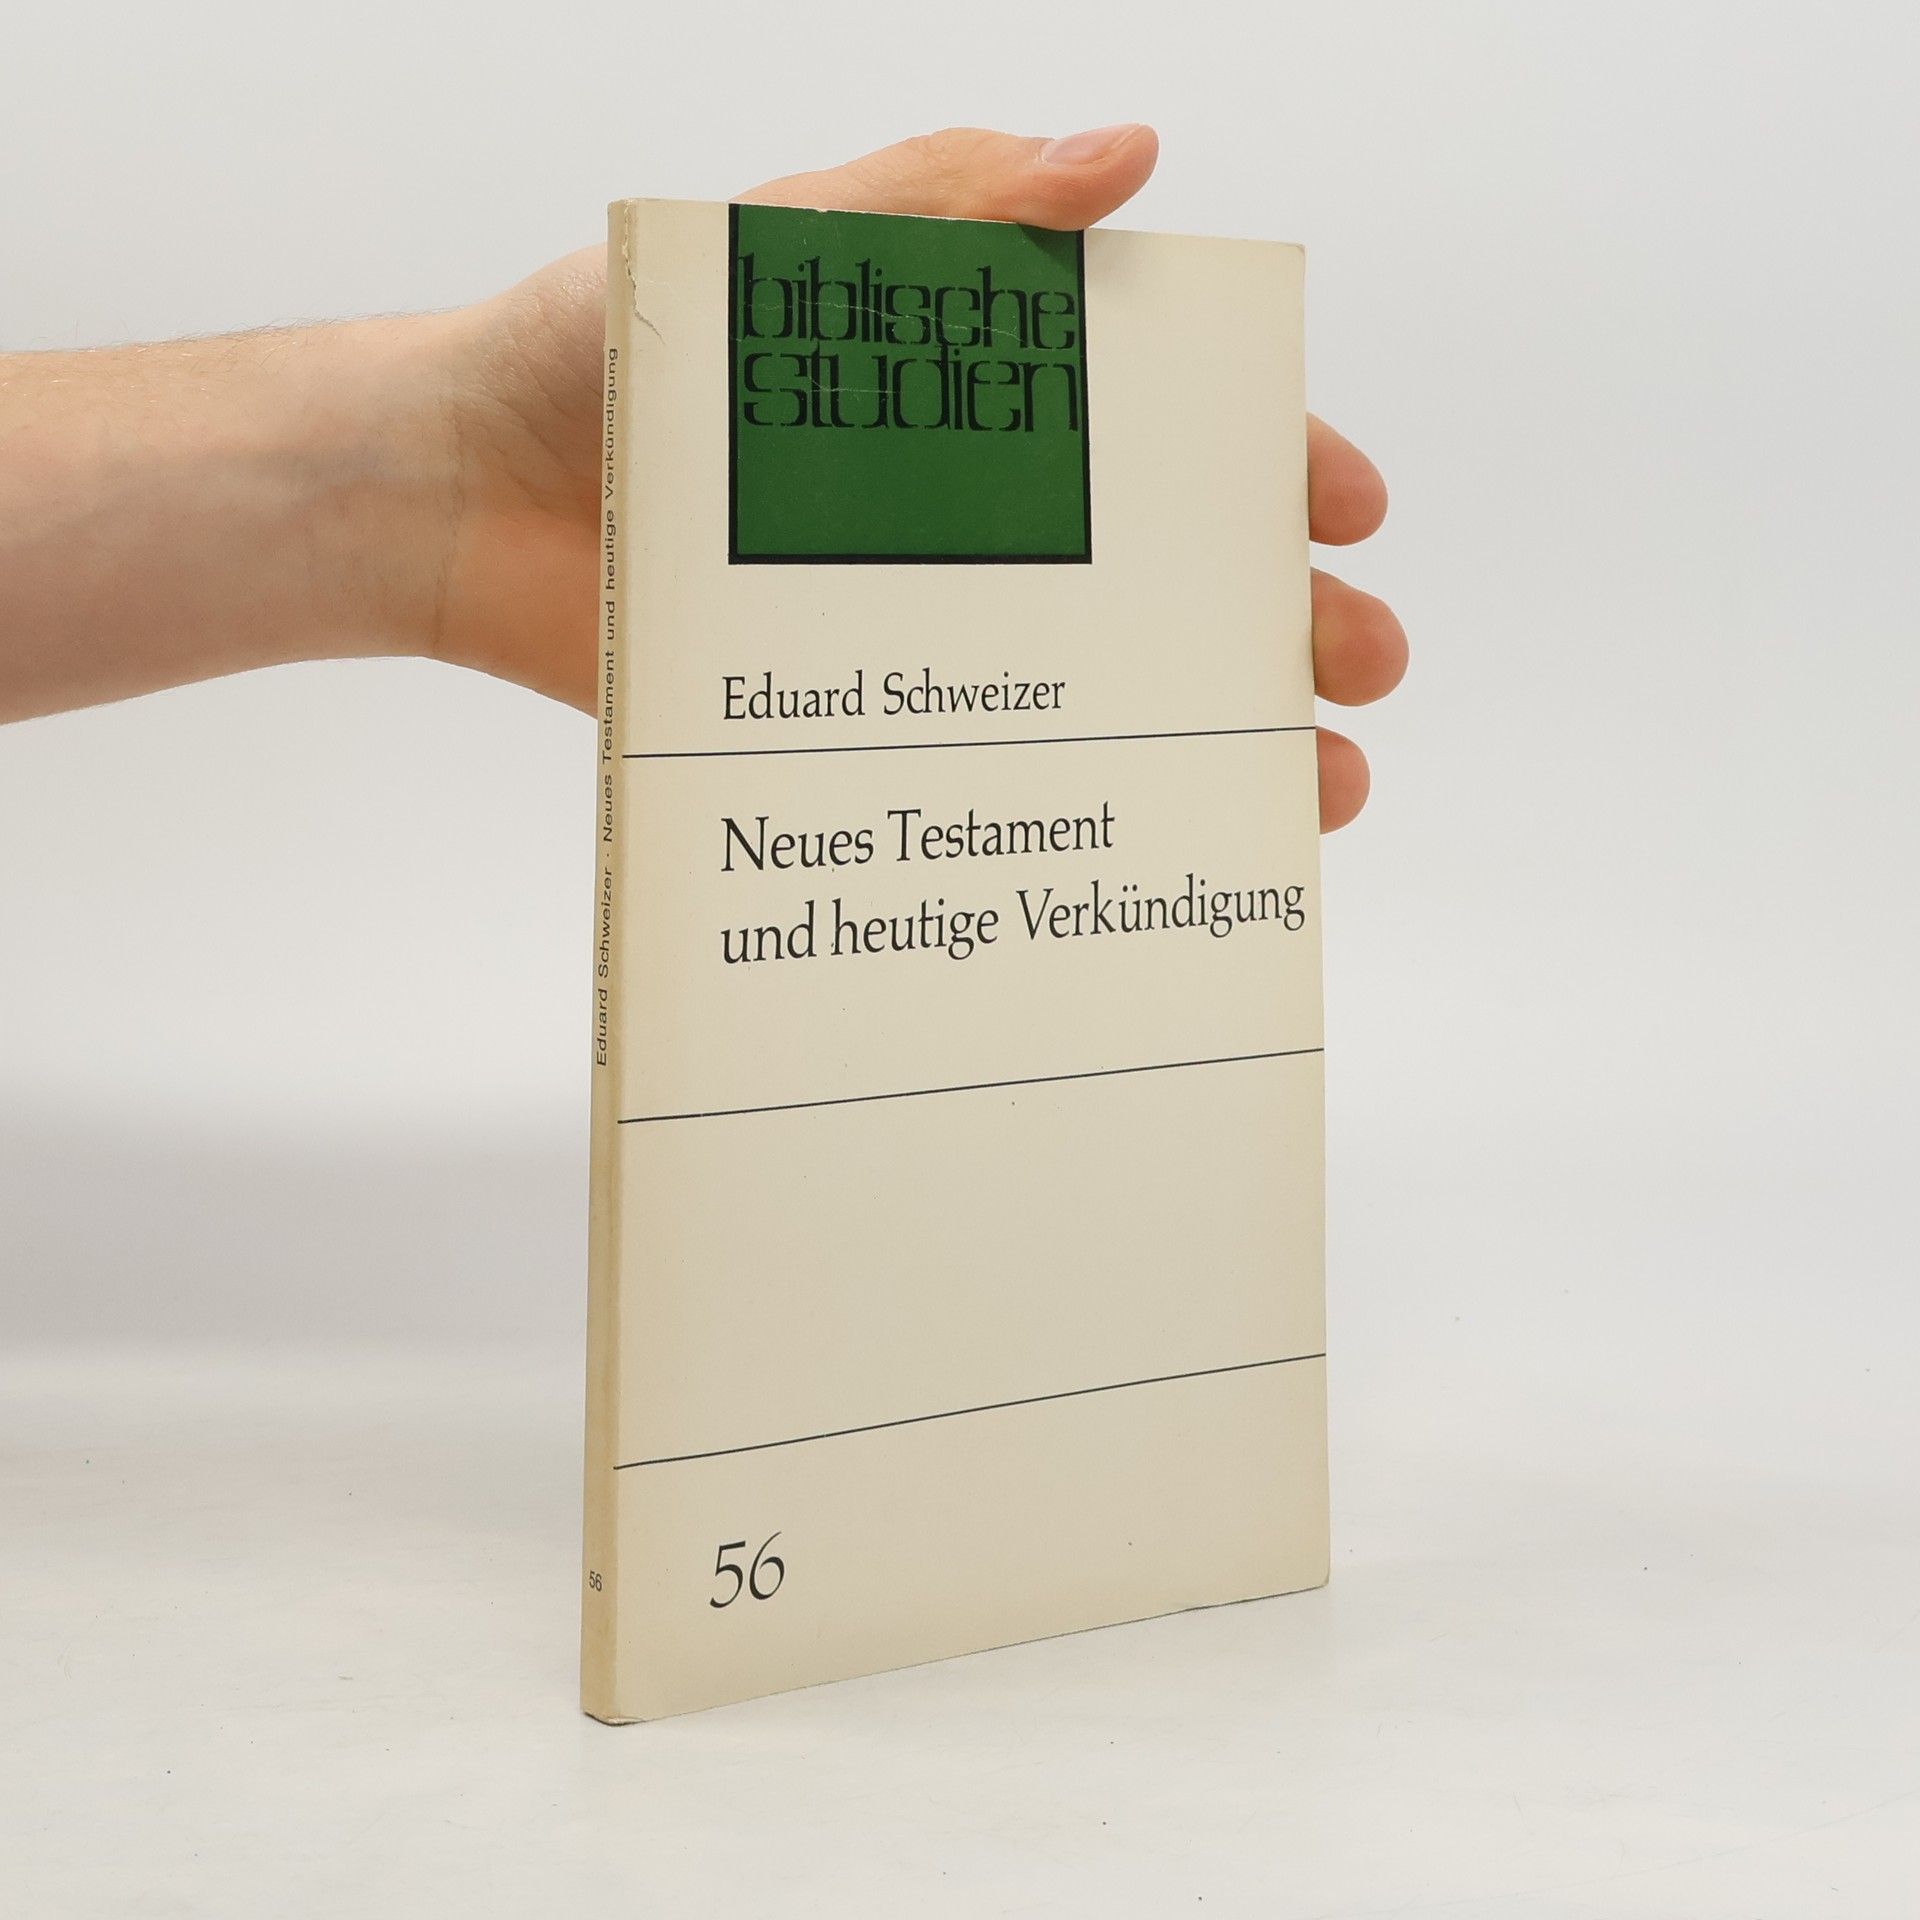 biblische
studien
Eduard Schweizer
Neues Testament
und heutige Verkündigung
56
Eduard Schweizer · Neues Testament und heutige Verkündigung
56